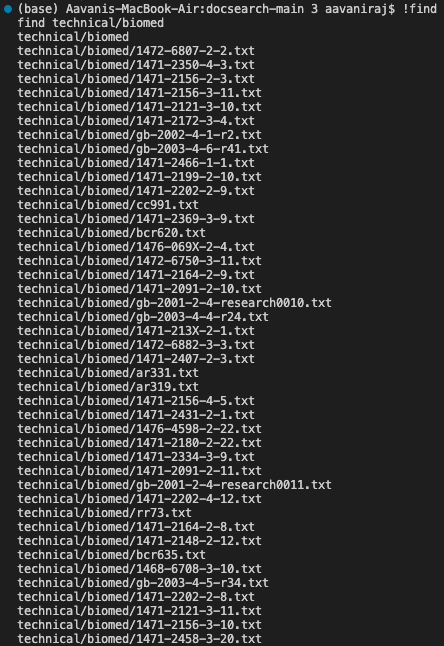 (base) Aavanis-MacBook-Air:docsearch-main 3 aavaniraj$ !find
find technical/biomed
technical/biomed
technical/biomed/1472-6807-2-2.txt
technical/biomed/1471-2350-4-3.txt
technical/biomed/1471-2156-2-3.txt
technical/biomed/1471-2156-3-11.txt
technical/biomed/1471-2121-3-10.txt
technical/biomed/1471-2172-3-4.txt
technical/biomed/gb-2002-4-1-r2.txt
technical/biomed/gb-2003-4-6-r41.txt
technical/biomed/1471-2466-1-1.txt
technical/biomed/1471-2199-2-10.txt
technical/biomed/1471-2202-2-9.txt
technical/biomed/cc991.txt
technical/biomed/1471-2369-3-9.txt
technical/biomed/bcr620.txt
technical/biomed/1476-069X-2-4.txt
technical/biomed/1472-6750-3-11.txt
technical/biomed/1471-2164-2-9.txt
technical/biomed/1471-2091-2-10.txt
technical/biomed/gb-2001-2-4-research0010.txt
technical/biomed/gb-2003-4-4-r24.txt
technical/biomed/1471-213X-2-1.txt
technical/biomed/1472-6882-3-3.txt
technical/biomed/1471-2407-2-3.txt
technical/biomed/ar331.txt
technical/biomed/ar319.txt
technical/biomed/1471-2156-4-5.txt
technical/biomed/1471-2431-2-1.txt
technical/biomed/1476-4598-2-22.txt
technical/biomed/1471-2180-2-22.txt
technical/biomed/1471-2334-3-9.txt
technical/biomed/1471-2091-2-11.txt
technical/biomed/gb-2001-2-4-research0011.txt
technical/biomed/1471-2202-4-12.txt
technical/biomed/rr73.txt
technical/biomed/1471-2164-2-8.txt
technical/biomed/1471-2148-2-12.txt
technical/biomed/bcr635.txt
technical/biomed/1468-6708-3-10.txt
technical/biomed/gb-2003-4-5-r34.txt
technical/biomed/1471-2202-2-8.txt
technical/biomed/1471-2121-3-11.txt
technical/biomed/1471-2156-3-10.txt
technical/biomed/1471-2458-3-20.txt